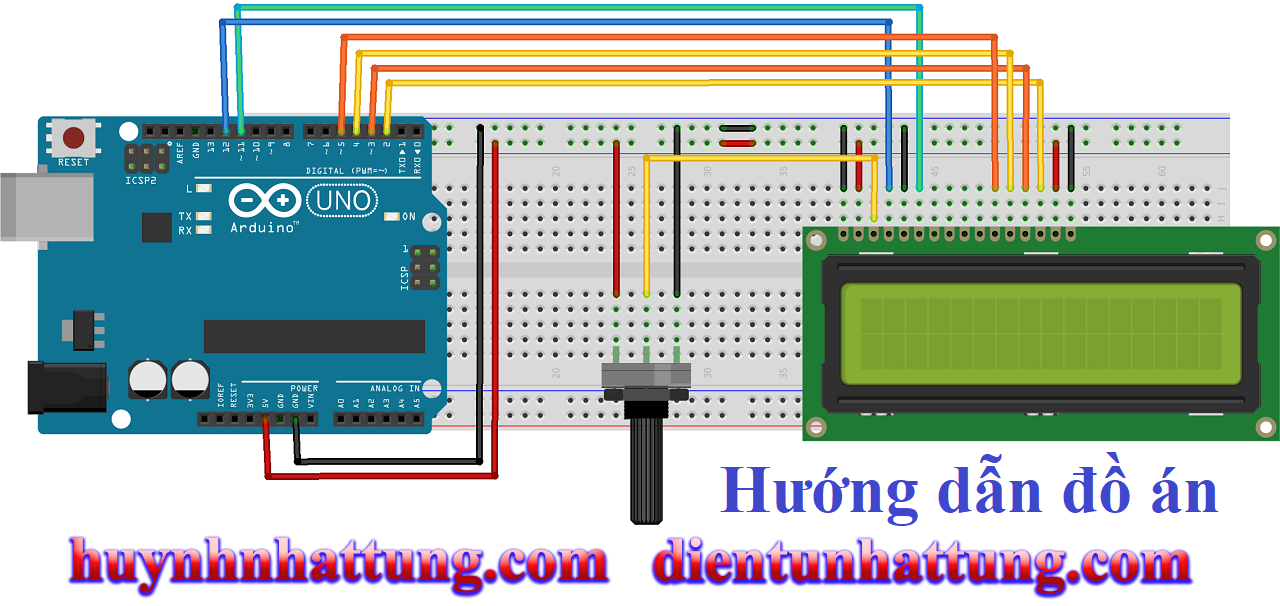 AREF
GND
13
12
~11
~10
~9
8
7
~6
~5
4
~3
2
TX0▶1
RX0◀0
RESET
ICSP2
DIGITAL (PWM=~)
L
TX
RX
UNO
Arduino™
ON
1
ICSP
IOREF
RESET
3V3
5V
GND
GND
VIN
POWER
ANALOG IN
A0
A1
A2
A3
A4
A5
20
25
30
35
45
55
60
J
I
H
20
30
35
Hướng dẫn đồ án
huynhnhattung.com
dientunhattung.com